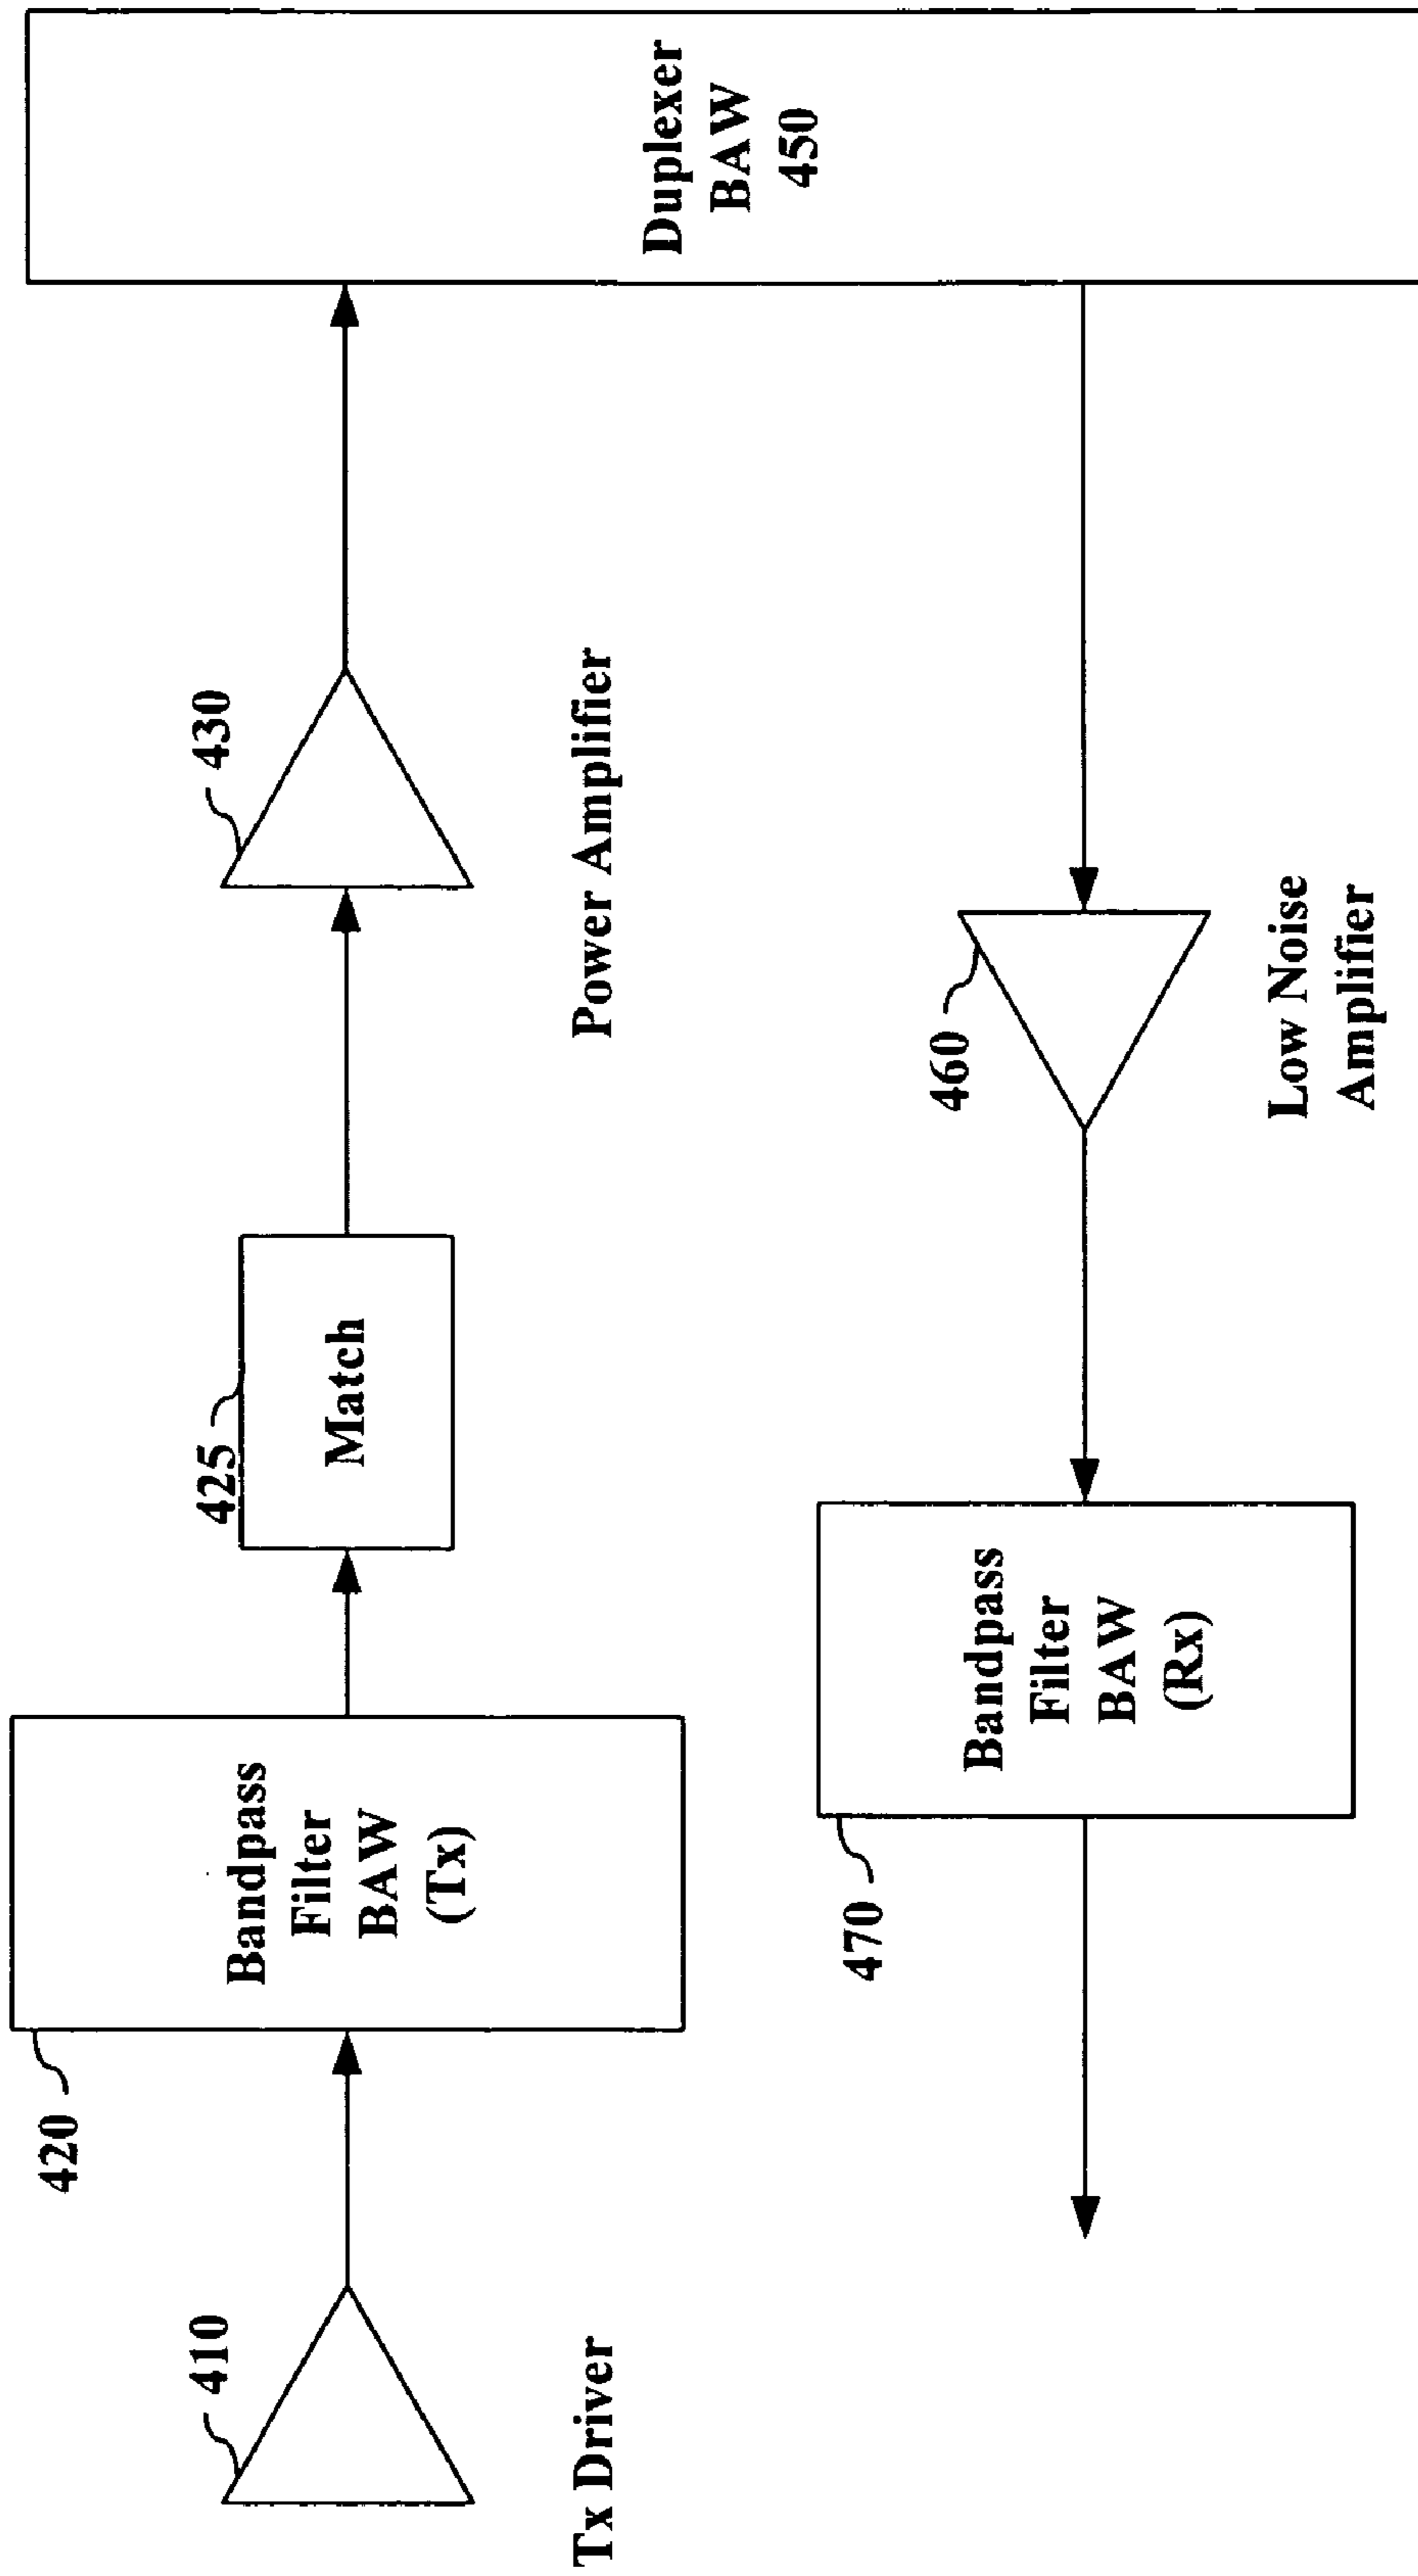 410
Tx Driver
420
Bandpass
Filter
BAW
(Tx)
425
Match
430
Power Amplifier
Duplexer
BAW
450
460
Low Noise
Amplifier
470
Bandpass
Filter
BAW
(Rx)